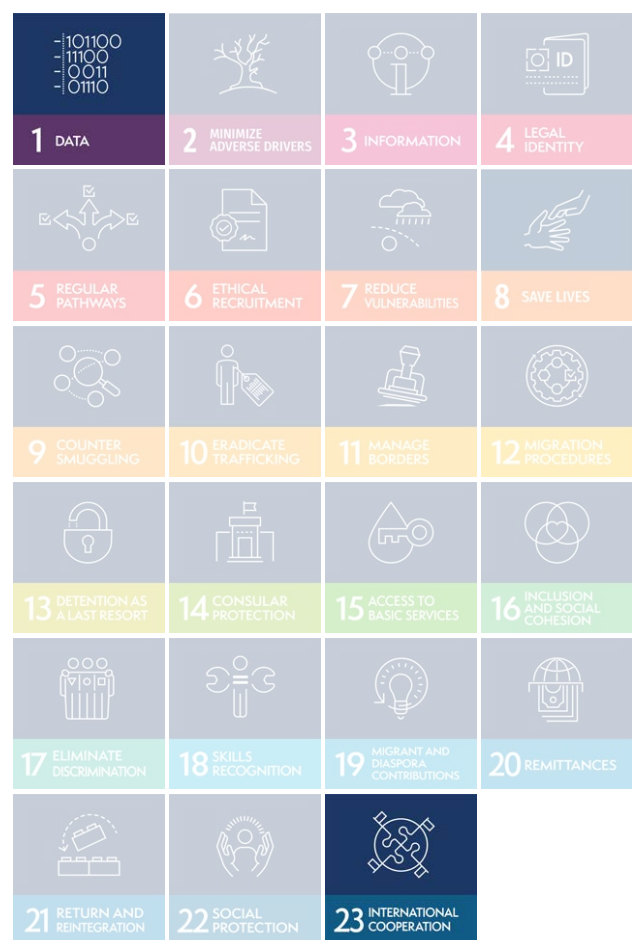 101100
11100
0011
01110
1 DATA
2 MINIMIZE
ADVERSE DRIVERS
3 INFORMATION
ID
4 LEGAL
IDENTITY
5 REGULAR
PATHWAYS
6 ETHICAL
RECRUITMENT
7 REDUCE
VULNERABILITIES
8 SAVE LIVES
9 COUNTER
SMUGGLING
10 ERADICATE
TRAFFICKING
11 MANAGE
BORDERS
12 MIGRATION
PROCEDURES
13 DETENTION AS
A LAST RESORT
14 CONSULAR
PROTECTION
15 ACCESS TO
BASIC SERVICES
16 INCLUSION
AND SOCIAL
COHESION
17 ELIMINATE
DISCRIMINATION
18 SKILLS
RECOGNITION
19 MIGRANT AND
DIASPORA
CONTRIBUTIONS
20 REMITTANCES
21 RETURN AND
REINTEGRATION
22 SOCIAL
PROTECTION
23 INTERNATIONAL
COOPERATION